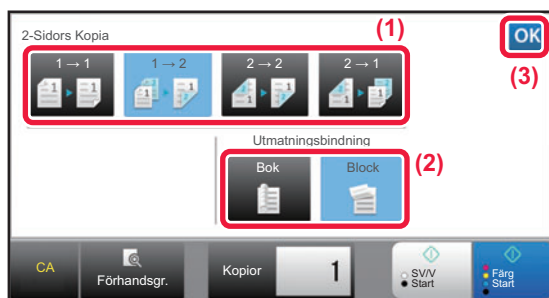 2-Sidors Kopia
(1)
OK
(3)
1 → 1
1 → 2
2 → 2
2 → 1
Utmatningsbindning
Bok
Block
(2)
CA
Förhandsgr.
Kopior
1
SV/V
Start
Färg
Start